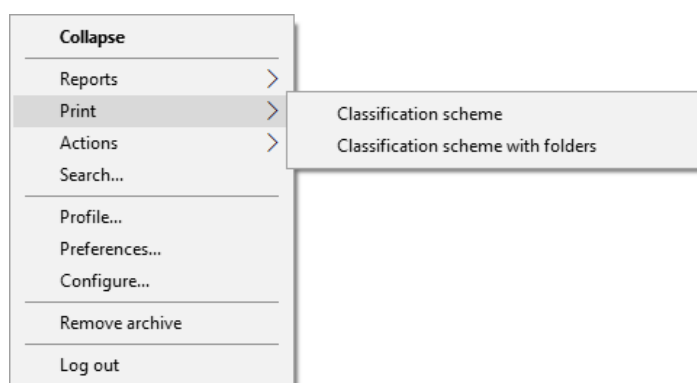 Collapse
Reports
Print
Classification scheme
Classification scheme with folders
Actions
Search...
Profile...
Preferences...
Configure...
Remove archive
Log out